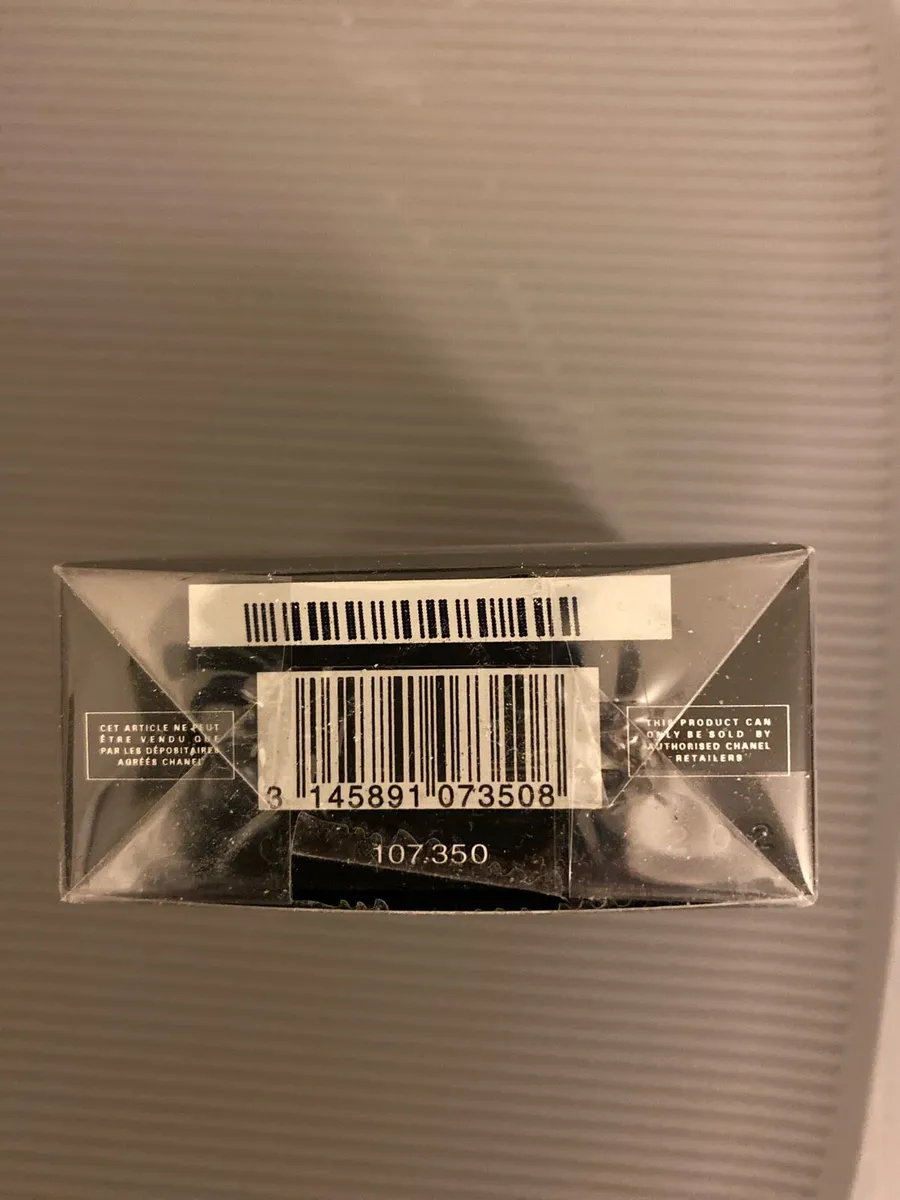 CET ARTICLE NE PEUT
ÊTRE VENDU QUE
PAR LES DÉPOSITAIRES
AGRÉÉS CHANEL
THIS PRODUCT CAN
ONLY BE SOLD BY
AUTHORISED CHANEL
RETAILERS
3 145891 073508
107.350